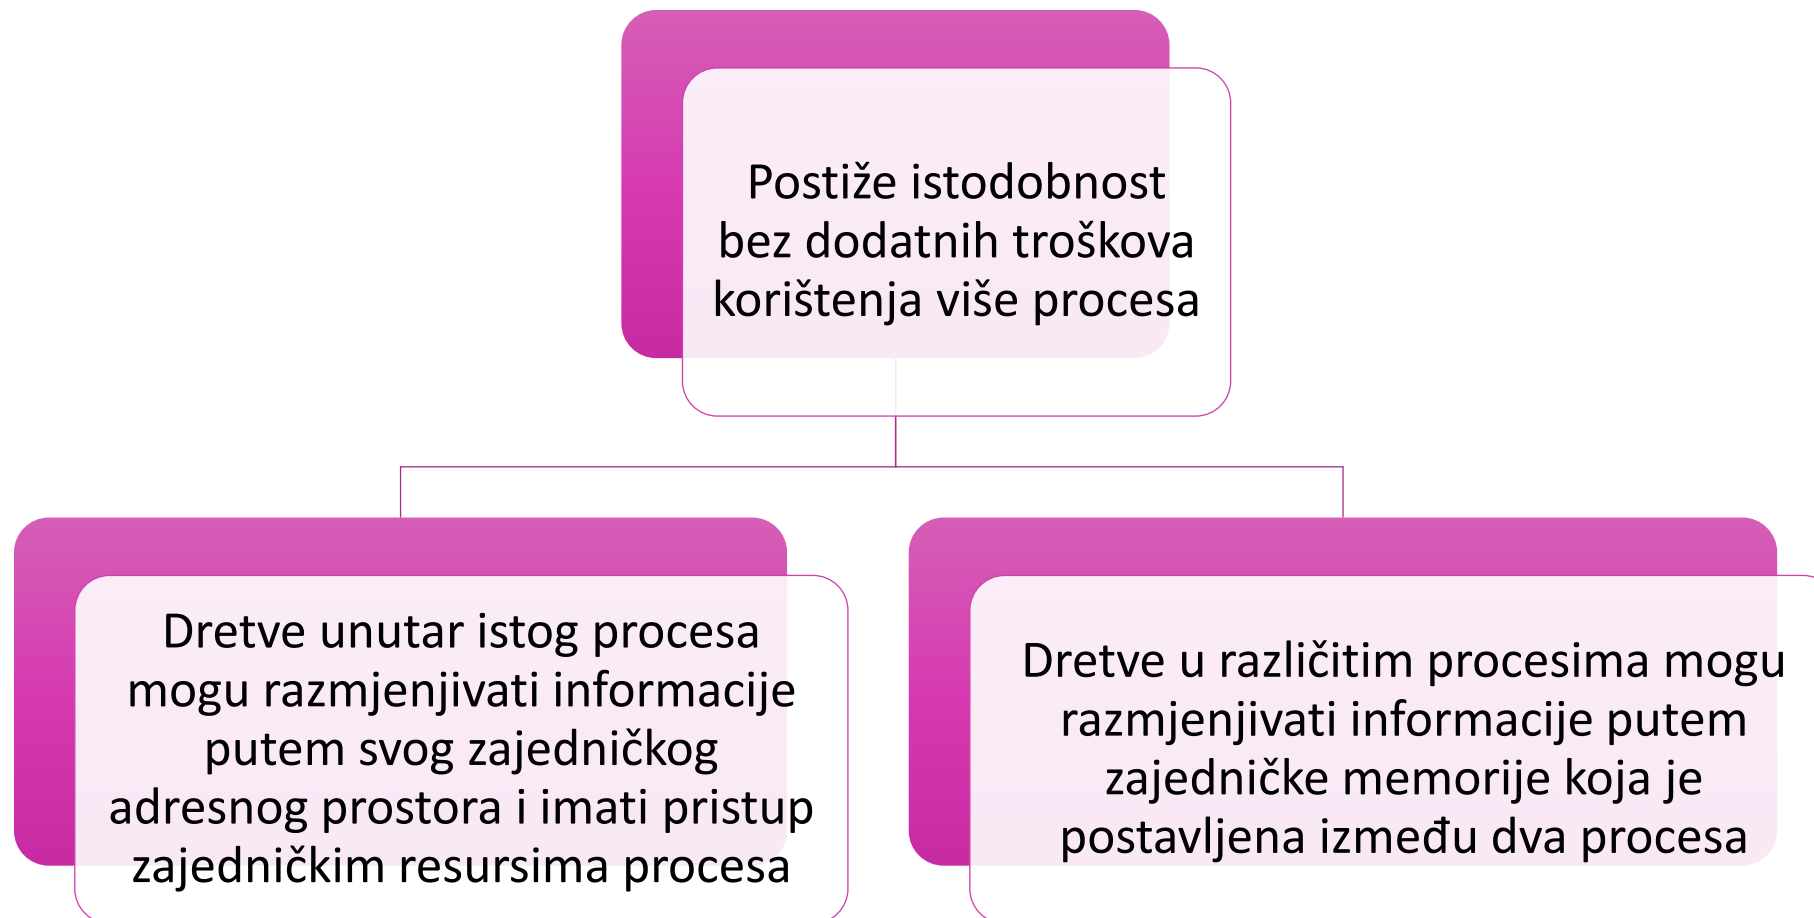 Postiže istodobnost
bez dodatnih troškova
korištenja više procesa
Dretve unutar istog procesa
mogu razmjenjivati informacije
putem svog zajedničkog
adresnog prostora i imati pristup
zajedničkim resursima procesa
Dretve u različitim procesima mogu
razmjenjivati informacije putem
zajedničke memorije koja je
postavljena između dva procesa